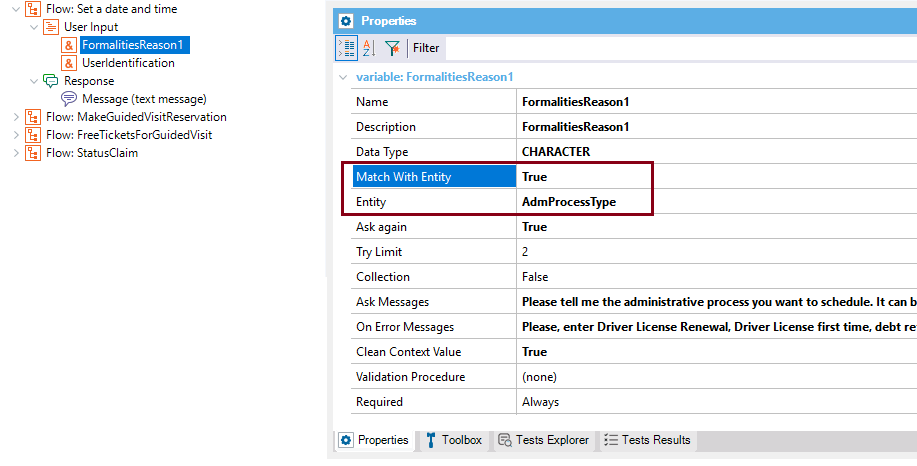 Flow: Set a date and time
User Input
FormalitiesReason1
UserIdentification
Response
Message (text message)
Flow: MakeGuidedVisitReservation
Flow: FreeTicketsForGuidedVisit
Flow: StatusClaim
Properties
Filter
variable: FormalitiesReason1
Name FormalitiesReason1
Description FormalitiesReason1
Data Type CHARACTER
Match With Entity True
Entity AdmProcessType
Ask again True
Try Limit 2
Collection False
Ask Messages Please tell me the administrative process you want to schedule. It can b
On Error Messages Please, enter Driver License Renewal, Driver License first time, debt re
Clean Context Value True
Validation Procedure (none)
Required Always
Properties Toolbox Tests Explorer Tests Results